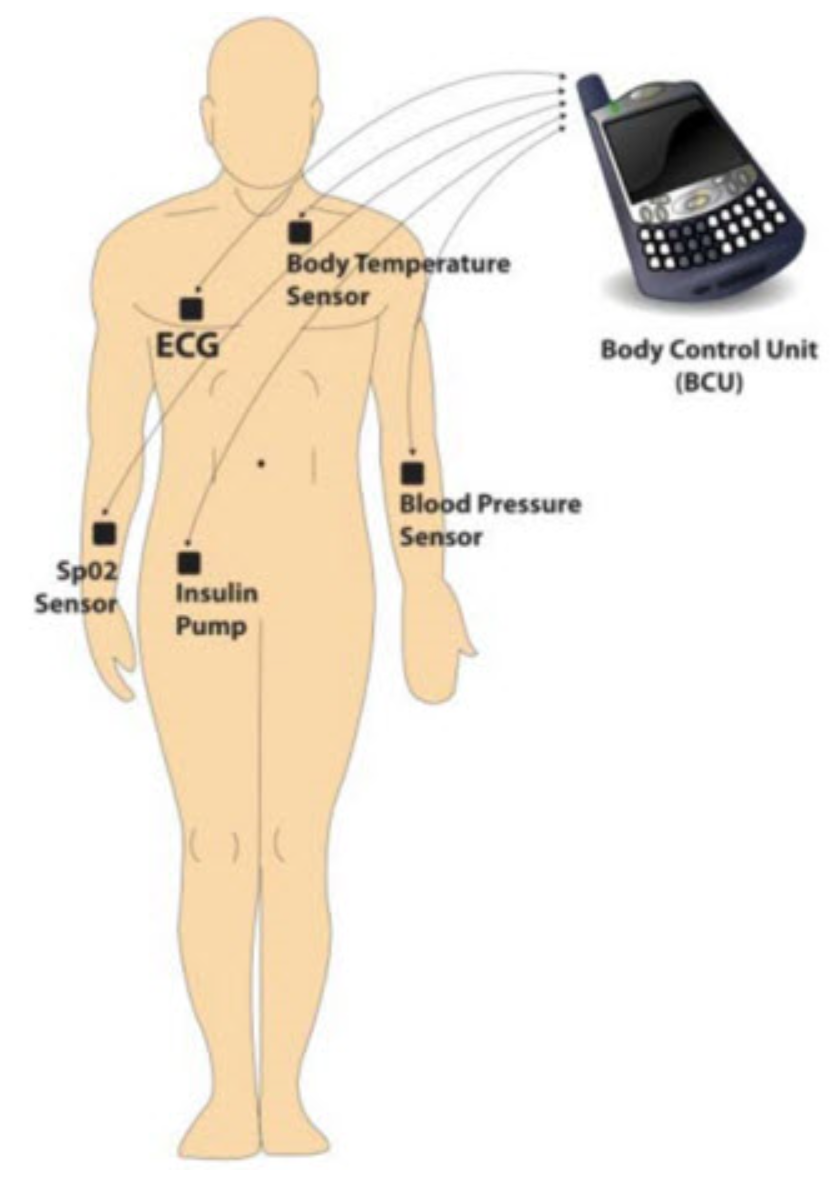 Body Temperature
Sensor
ECG
Body Control Unit
(BCU)
Blood Pressure
Sensor
Sp02
Sensor
Insulin
Pump